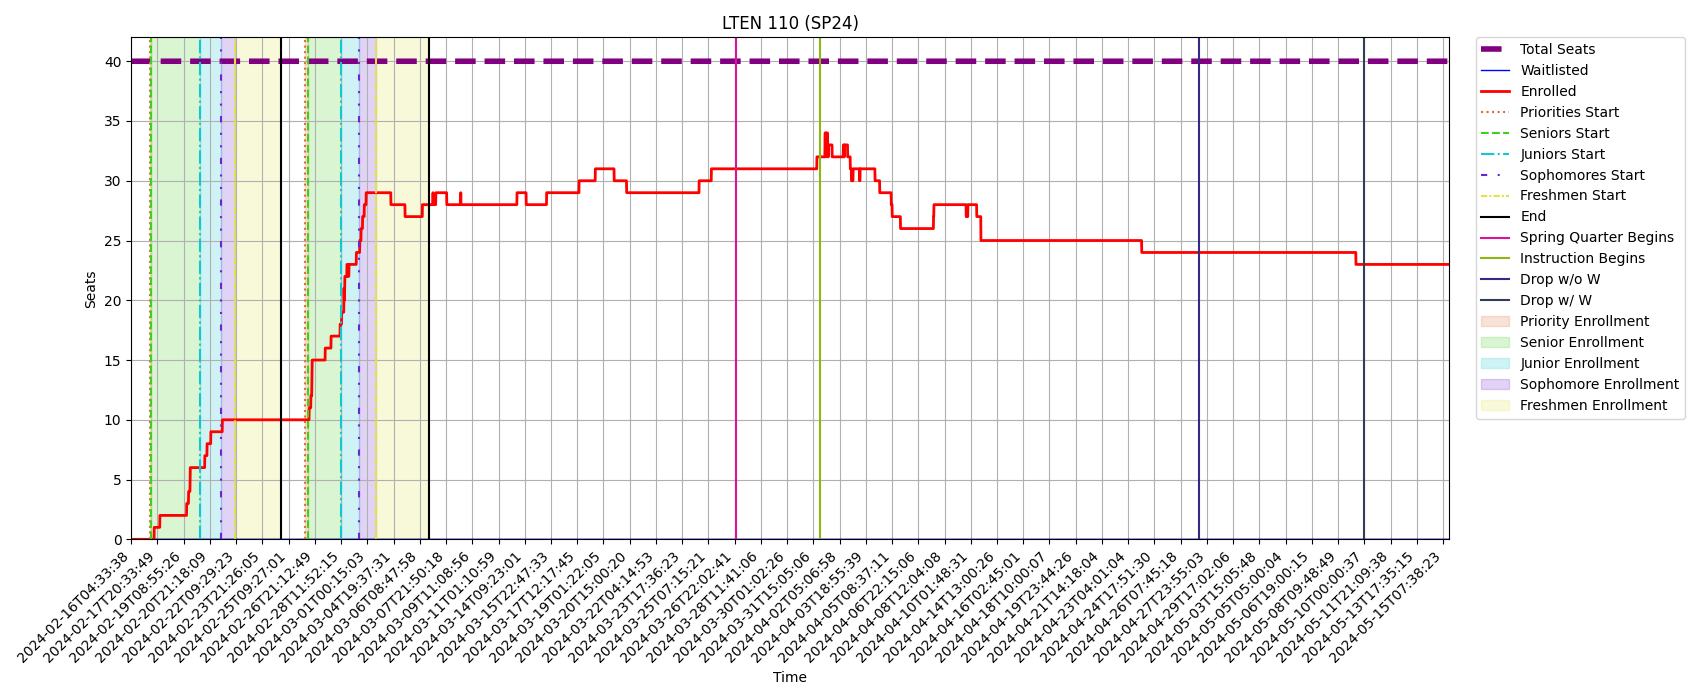 LTEN 110 (SP24)
Seats
40
35
30
25
20
15
10
5
0
2024-02-16T04:33:38
2024-02-17T20:33:49
2024-02-19T08:55:26
2024-02-20T21:18:09
2024-02-22T09:29:23
2024-02-23T21:26:05
2024-02-25T09:27:01
2024-02-26T21:12:49
2024-02-28T11:52:15
2024-03-01T00:15:03
2024-03-04T19:37:31
2024-03-06T08:47:58
2024-03-07T21:50:18
2024-03-09T11:08:56
2024-03-11T01:10:59
2024-03-14T09:23:01
2024-03-15T22:47:33
2024-03-17T12:17:45
2024-03-19T01:22:05
2024-03-20T15:00:20
2024-03-22T04:14:53
2024-03-23T17:36:23
2024-03-25T07:15:21
2024-03-26T22:02:41
2024-03-28T11:41:06
2024-03-30T01:02:26
2024-03-31T15:05:06
2024-04-02T05:06:58
2024-04-03T18:55:39
2024-04-05T08:37:11
2024-04-06T22:15:06
2024-04-08T12:04:08
2024-04-10T01:48:31
2024-04-14T13:00:26
2024-04-16T02:45:01
2024-04-18T10:00:07
2024-04-19T23:44:26
2024-04-21T14:18:04
2024-04-23T04:01:04
2024-04-24T17:51:30
2024-04-26T07:45:18
2024-04-27T23:55:03
2024-04-29T17:02:06
2024-05-03T15:05:48
2024-05-05T05:00:04
2024-05-06T19:00:15
2024-05-08T09:48:49
2024-05-10T00:00:37
2024-05-11T21:09:38
2024-05-13T17:35:15
2024-05-15T07:38:23
Time
Total Seats
Waitlisted
Enrolled
Priorities Start
Seniors Start
Juniors Start
Sophomores Start
Freshmen Start
End
Spring Quarter Begins
Instruction Begins
Drop w/o W
Drop w/ W
Priority Enrollment
Senior Enrollment
Junior Enrollment
Sophomore Enrollment
Freshmen Enrollment